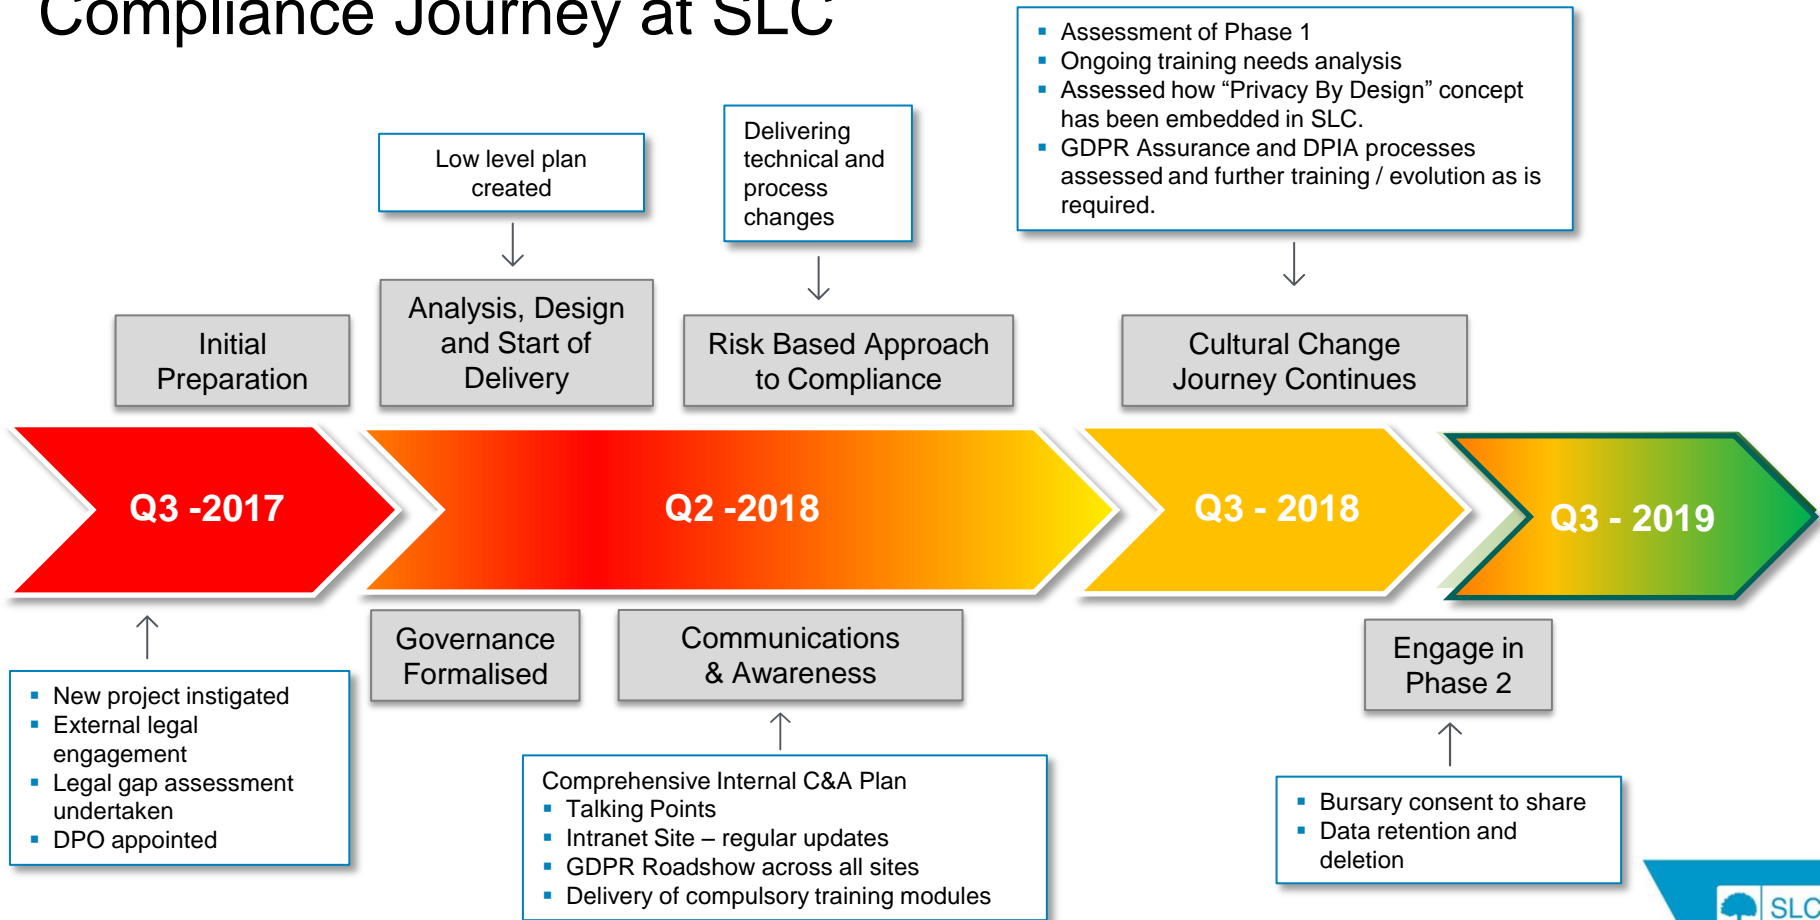 Compliance Journey at SLC
▪ Assessment of Phase 1
▪ Ongoing training needs analysis
▪ Assessed how “Privacy By Design” concept
has been embedded in SLC.
▪ GDPR Assurance and DPIA processes
assessed and further training / evolution as is
required.
Low level plan
created
Delivering
technical and
process
changes
Initial
Preparation
Analysis, Design
and Start of
Delivery
Risk Based Approach
to Compliance
Cultural Change
Journey Continues
Q3 -2017
Q2 -2018
Q3 - 2018
Q3 - 2019
Governance
Formalised
Communications
& Awareness
Engage in
Phase 2
▪ New project instigated
▪ External legal
engagement
▪ Legal gap assessment
undertaken
▪ DPO appointed
Comprehensive Internal C&A Plan
▪ Talking Points
▪ Intranet Site – regular updates
▪ GDPR Roadshow across all sites
▪ Delivery of compulsory training modules
▪ Bursary consent to share
▪ Data retention and
deletion
SLC